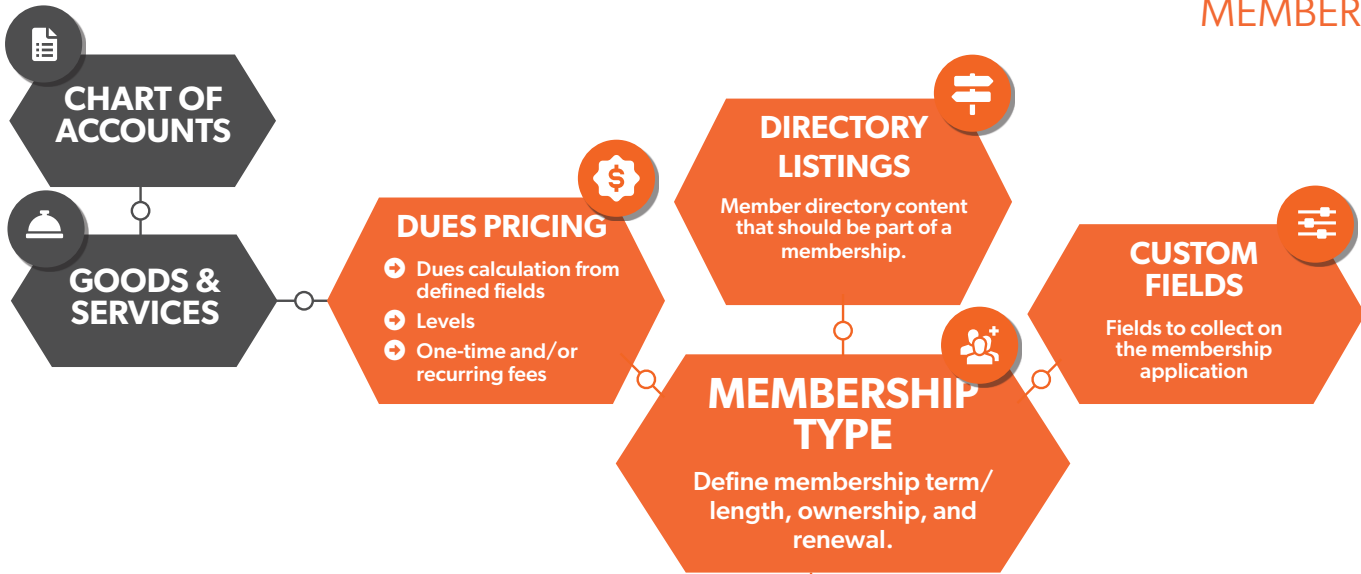 MEMBER
CHART OF
ACCOUNTS
GOODS &
SERVICES
DUES PRICING
Dues calculation from
defined fields
Levels
One-time and/or
recurring fees
DIRECTORY
LISTINGS
Member directory content
that should be part of a
membership.
CUSTOM
FIELDS
Fields to collect on
the membership
application
MEMBERSHIP
TYPE
Define membership term/
length, ownership, and
renewal.